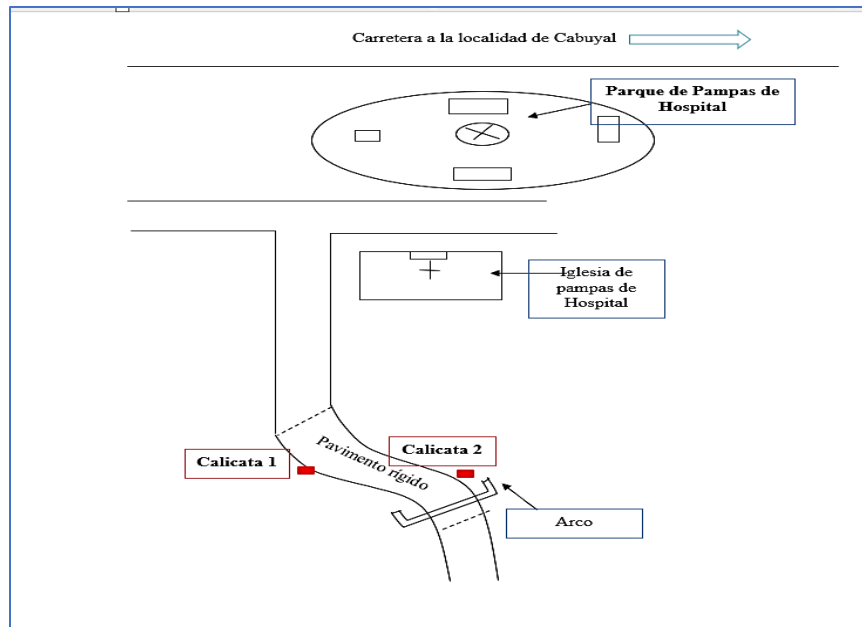 Carretera a la localidad de Cabuyal
Parque de Pampas de
Hospital
Iglesia de
pampas de
Hospital
Calicata 1
Pavimento rígido
Calicata 2
Arco